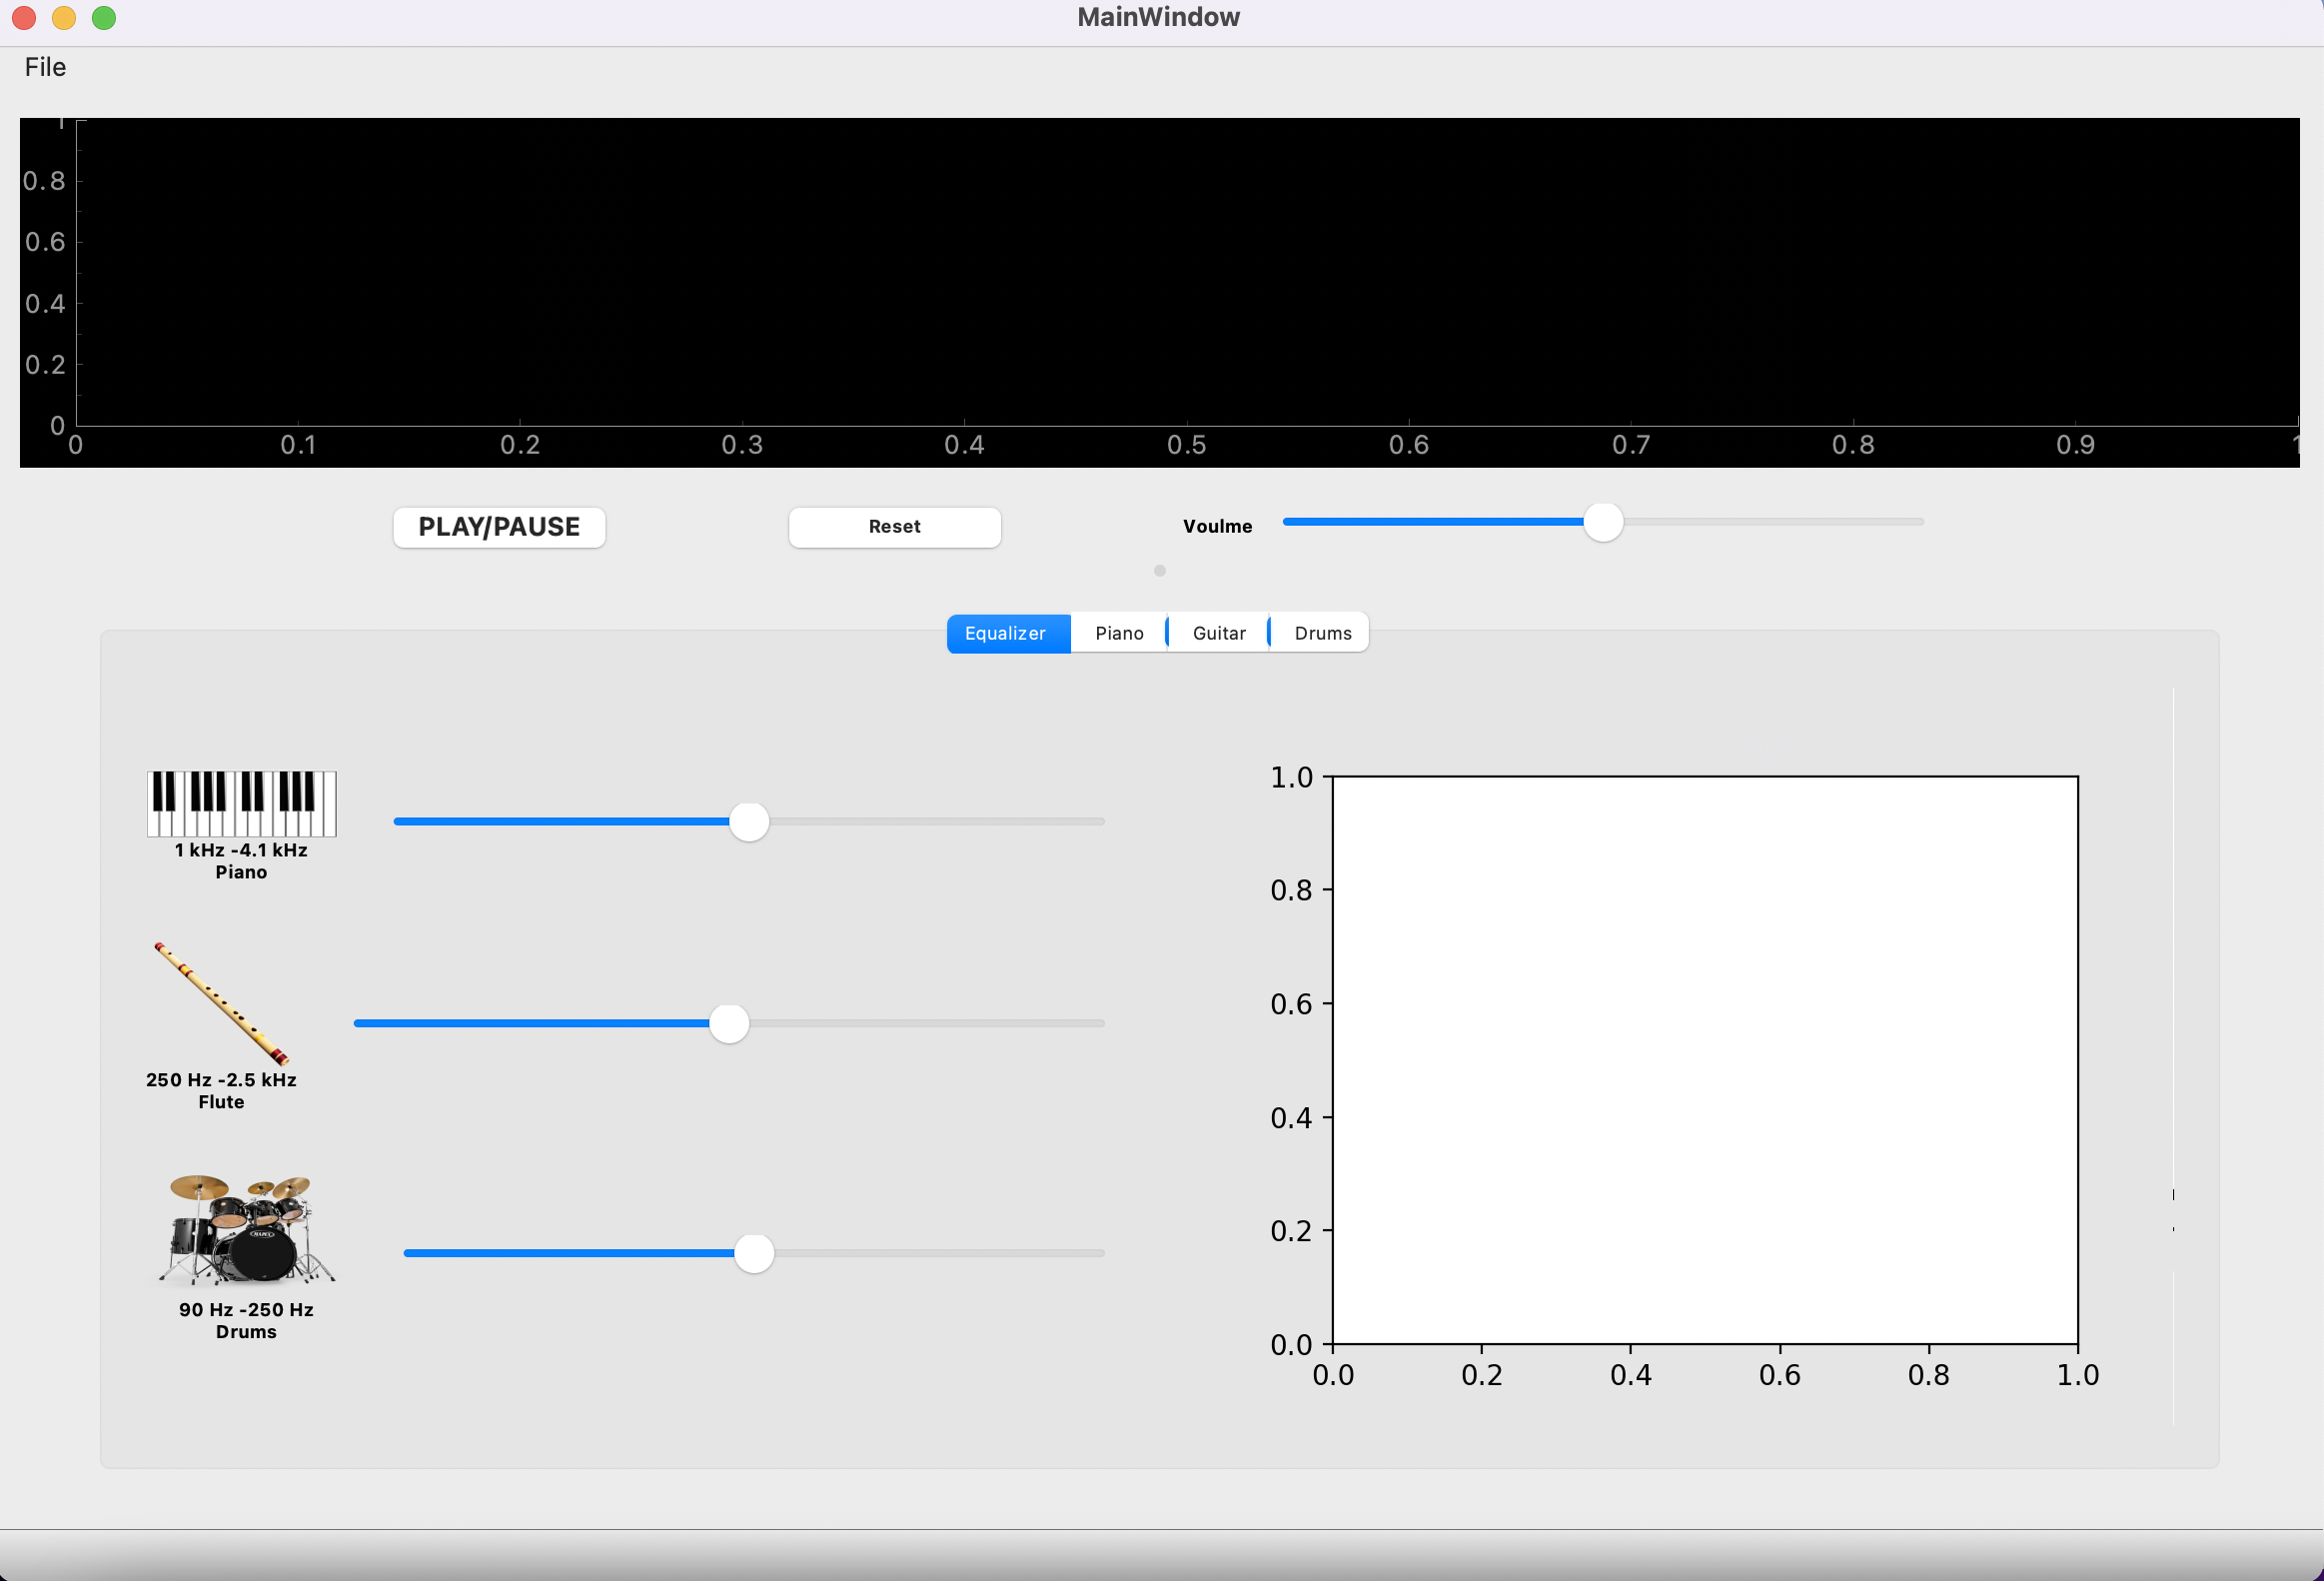 MainWindow
File
1
0.8
0.6
0.4
0.2
0
0 0.1 0.2 0.3 0.4 0.5 0.6 0.7 0.8 0.9 1
PLAY/PAUSE Reset Voulme
Equalizer Piano Guitar Drums
1 kHz -4.1 kHz
Piano
250 Hz -2.5 kHz
Flute
90 Hz -250 Hz
Drums
1.0
0.8
0.6
0.4
0.2
0.0
0.0 0.2 0.4 0.6 0.8 1.0